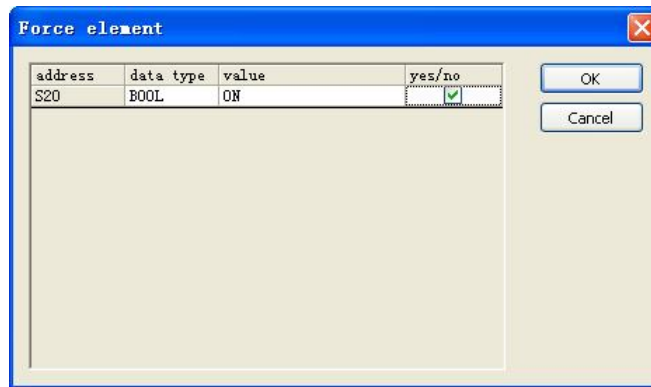 Force element
address data type value yes/no
S20 BOOL ON
OK
Cancel